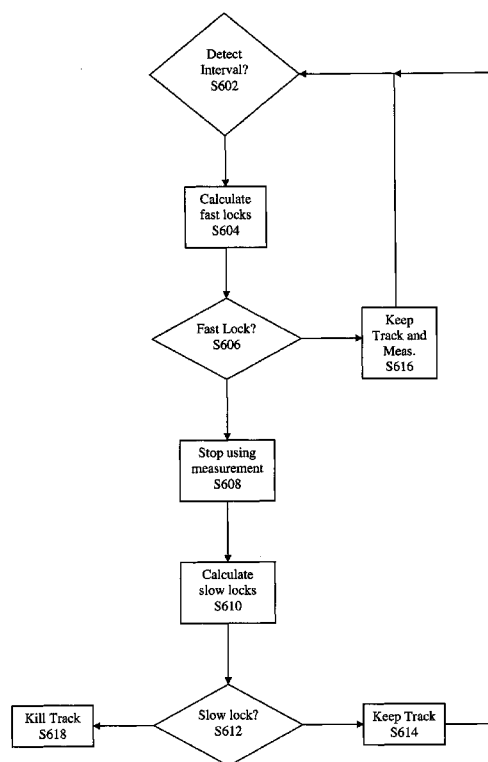 Detect
Interval?
S602
Calculate
fast locks
S604
Fast Lock?
S606
Keep
Track and
Meas.
S616
Stop using
measurement
S608
Calculate
slow locks
S610
Kill Track
S618
Slow lock?
S612
Keep Track
S614